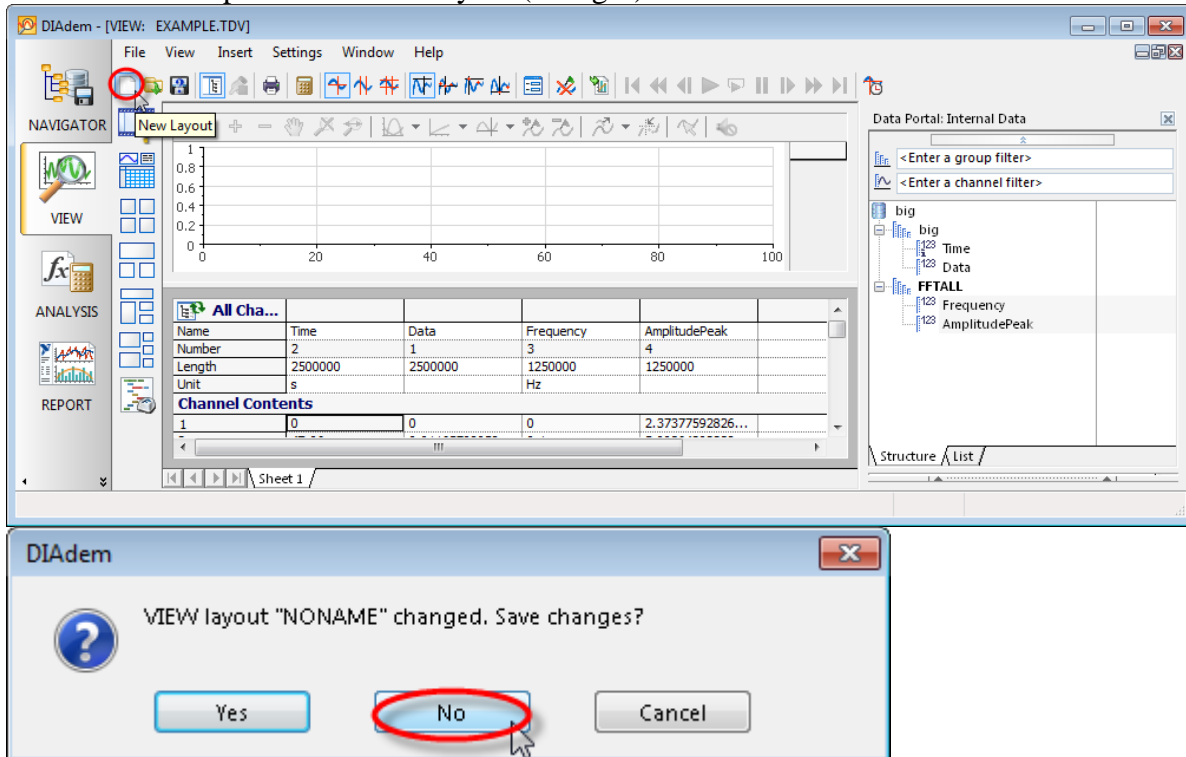 DIAdem - [VIEW: EXAMPLE.TDV]
File View Insert Settings Window Help
NAVIGATOR
New Layout
VIEW
ANALYSIS
REPORT
1
0.8
0.6
0.4
0.2
0
0 20 40 60 80 100
All Cha...
Name Time Data Frequency AmplitudePeak
Number 2 1 3 4
Length 2500000 2500000 1250000 1250000
Unit s Hz
Channel Contents
1 0 0 0 2.37377592826...
Sheet 1
Data Portal: Internal Data
<Enter a group filter>
<Enter a channel filter>
big
big
Time
Data
FFTALL
Frequency
AmplitudePeak
Structure List
DIAdem
VIEW layout "NONAME" changed. Save changes?
Yes No Cancel